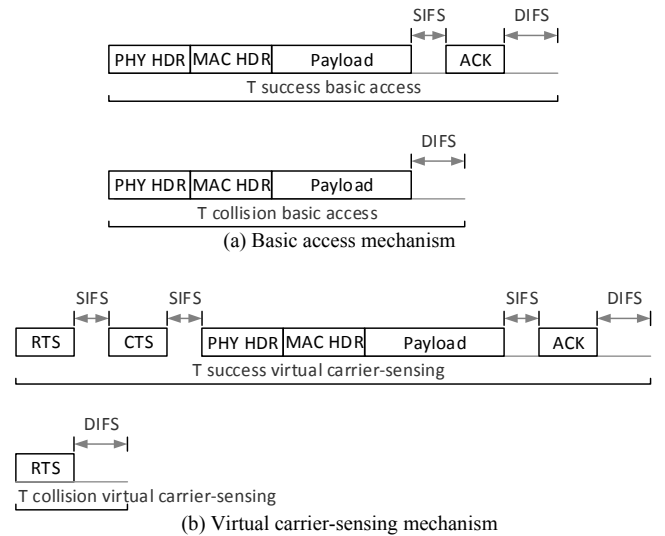 SIFS DIFS
PHY HDR MAC HDR Payload ACK
T success basic access
DIFS
PHY HDR MAC HDR Payload
T collision basic access
(a) Basic access mechanism
SIFS SIFS SIFS DIFS
RTS CTS PHY HDR MAC HDR Payload ACK
T success virtual carrier-sensing
DIFS
RTS
T collision virtual carrier-sensing
(b) Virtual carrier-sensing mechanism